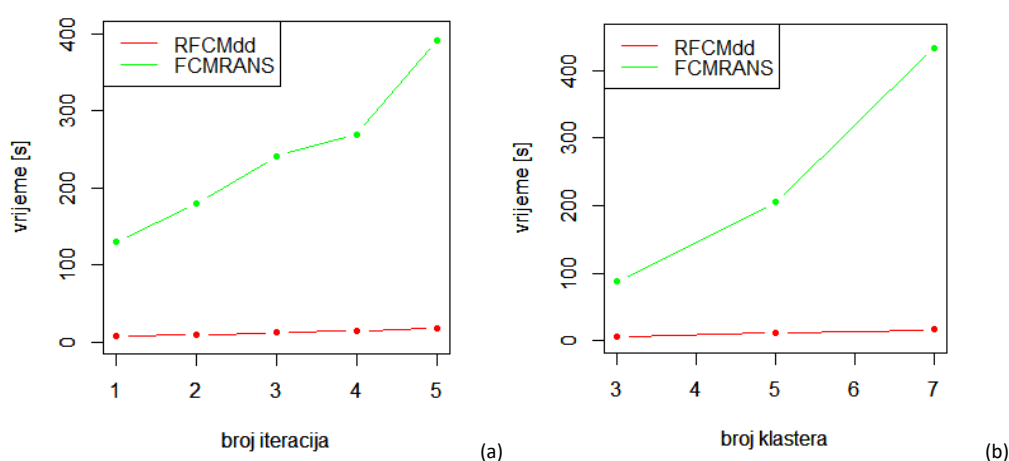 RFCMdd
FCMRANS
400
300
200
100
0
vrijeme [s]
1 2 3 4 5
broj iteracija
(a)
RFCMdd
FCMRANS
400
300
200
100
0
vrijeme [s]
3 4 5 6 7
broj klastera
(b)